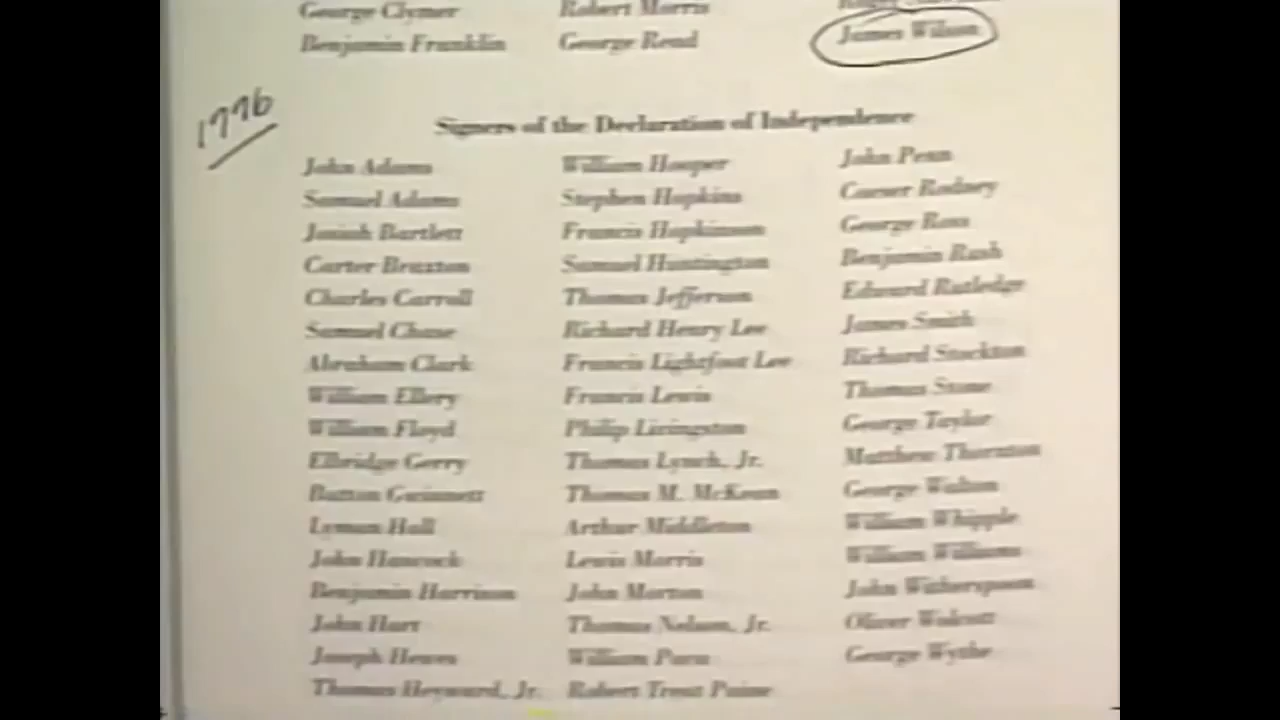 George Clymer Robert Morris Roger
Benjamin Franklin George Read James Wilson
1776
Signers of the Declaration of Independence
John Adams William Hooper John Penn
Samuel Adams Stephen Hopkins Caesar Rodney
Josiah Bartlett Francis Hopkinson George Ross
Carter Braxton Samuel Huntington Benjamin Rush
Charles Carroll Thomas Jefferson Edward Rutledge
Samuel Chase Richard Henry Lee James Smith
Abraham Clark Francis Lightfoot Lee Richard Stockton
William Ellery Francis Lewis Thomas Stone
William Floyd Philip Livingston George Taylor
Elbridge Gerry Thomas Lynch, Jr. Matthew Thornton
Button Gwinnett Thomas M. McKean George Walton
Lyman Hall Arthur Middleton William Whipple
John Hancock Lewis Morris William Williams
Benjamin Harrison John Morton John Witherspoon
John Hart Thomas Nelson, Jr. Oliver Wolcott
Joseph Hewes William Paca George Wythe
Thomas Heyward, Jr. Robert Treat Paine